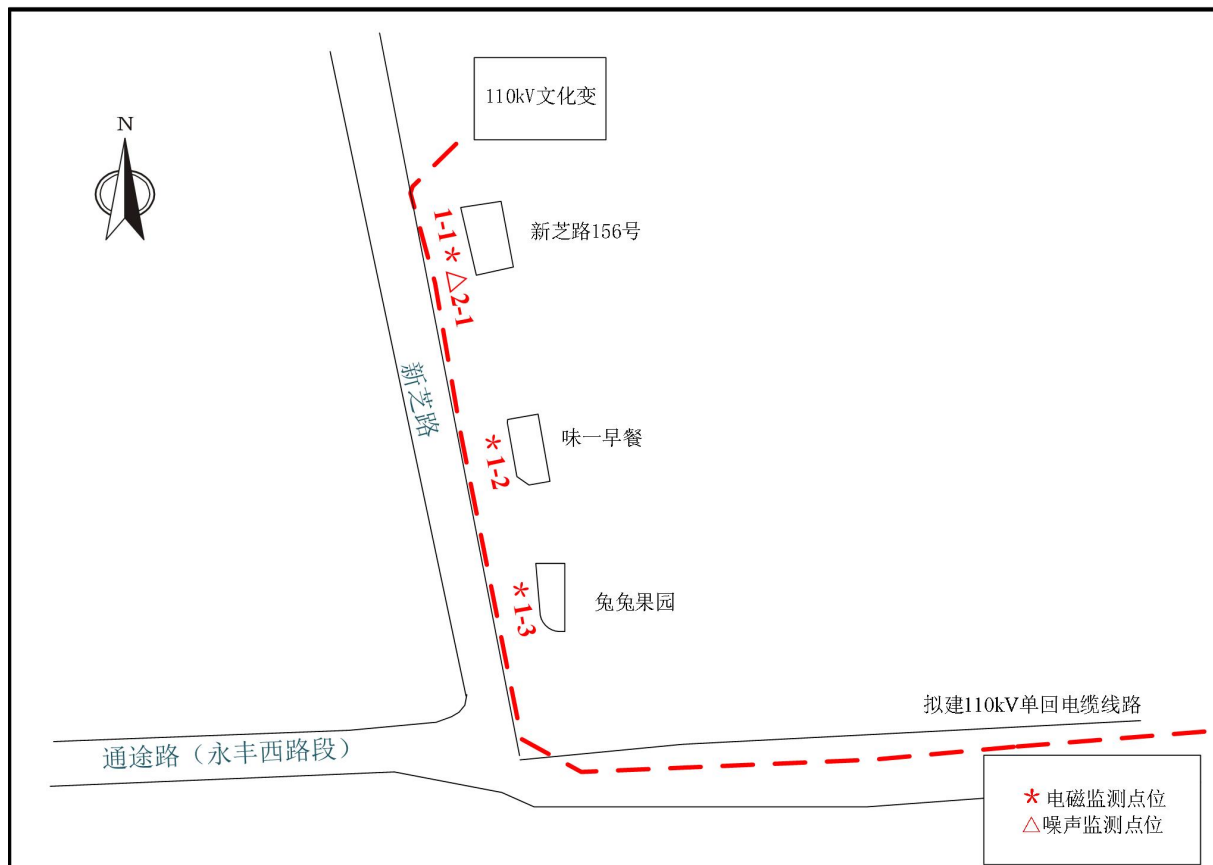 110kV文化变
N
新芝路156号
1-1 * △2-1
新芝路
味一早餐
* 1-2
兔兔果园
* 1-3
拟建110kV单回电缆线路
通途路（永丰西路段）
* 电磁监测点位
△噪声监测点位